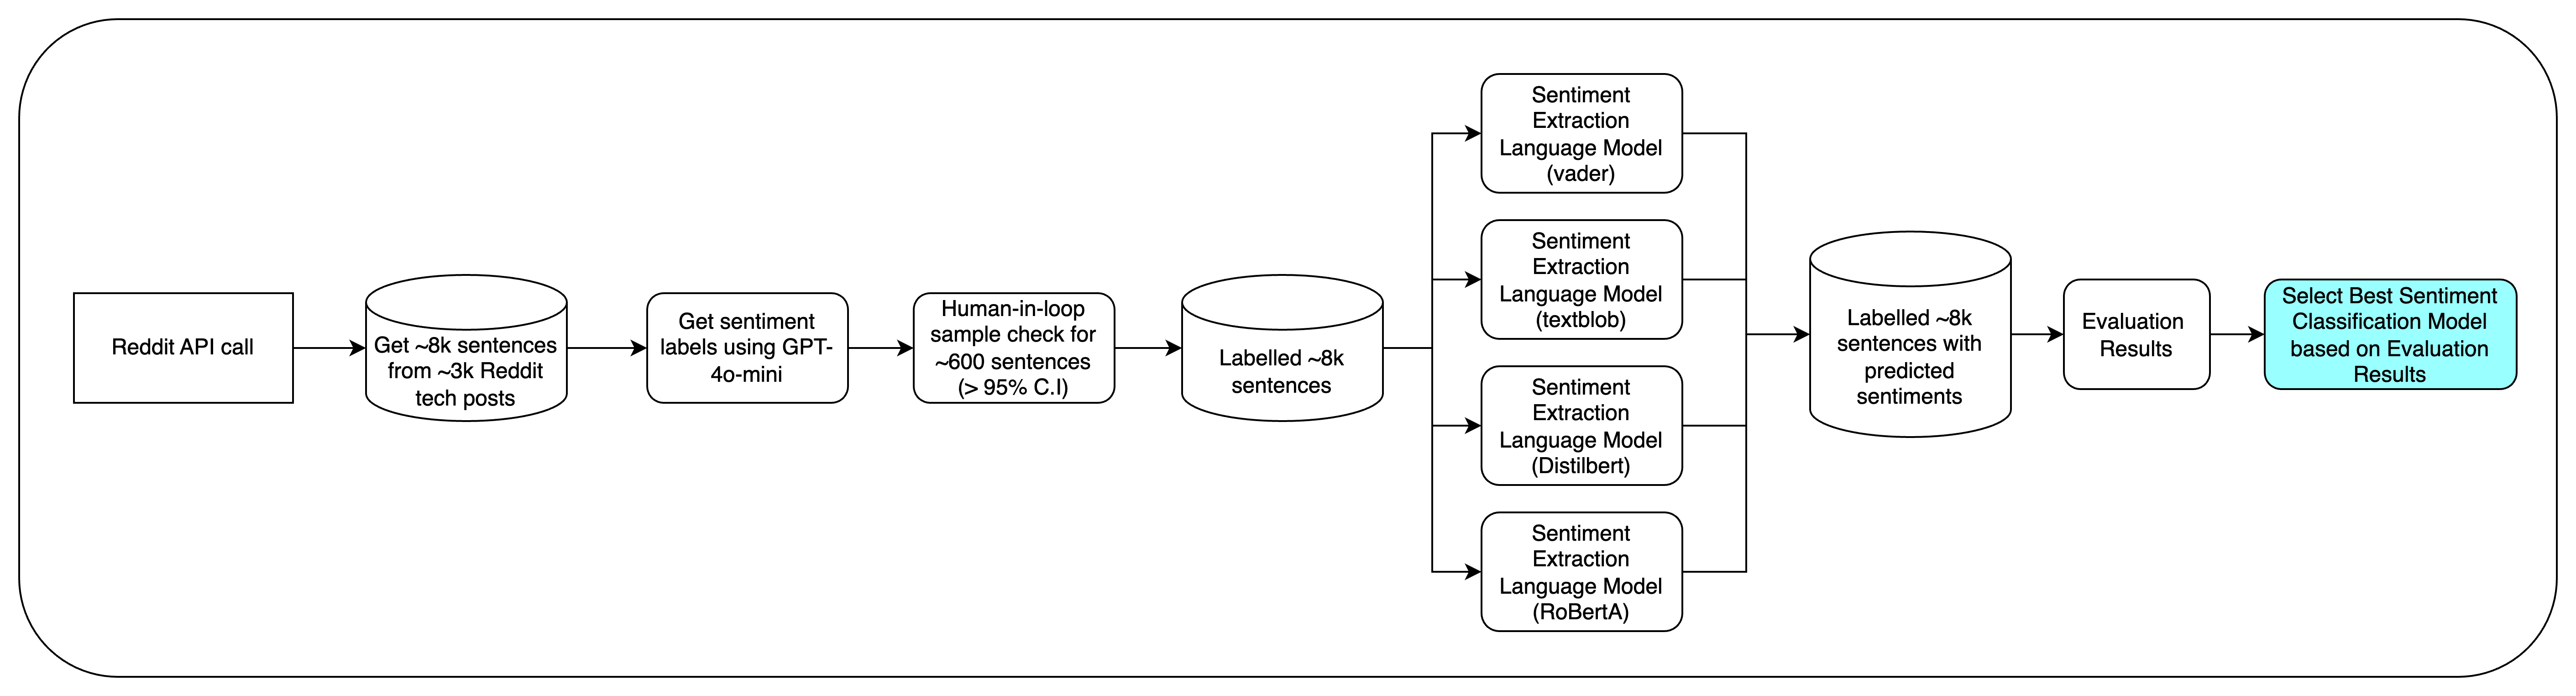 Reddit API call
Get ~8k sentences
from ~3k Reddit
tech posts
Get sentiment
labels using GPT-
4o-mini
Human-in-loop
sample check for
~600 sentences
(> 95% C.I)
Labelled ~8k
sentences
Sentiment
Extraction
Language Model
(vader)
Sentiment
Extraction
Language Model
(textblob)
Sentiment
Extraction
Language Model
(Distilbert)
Sentiment
Extraction
Language Model
(RoBertA)
Labelled ~8k
sentences with
predicted
sentiments
Evaluation
Results
Select Best Sentiment
Classification Model
based on Evaluation
Results